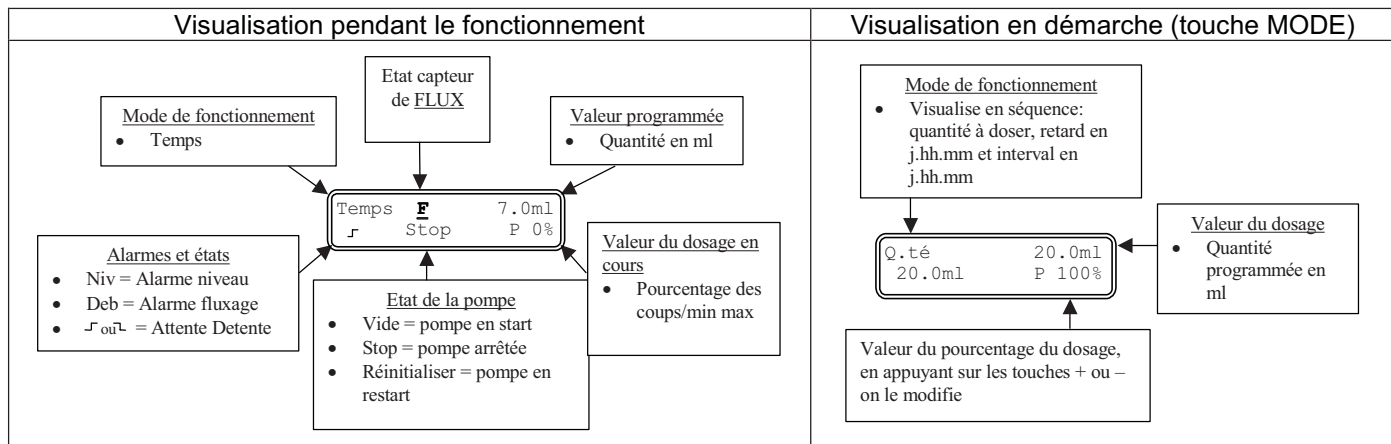 Visualisation pendant le fonctionnement
Visualisation en démarche (touche MODE)
Etat capteur
de FLUX
Mode de fonctionnement
• Temps
Valeur programmée
• Quantité en ml
Temps F 7.0ml
Stop P 0%
Alarmes et états
• Niv = Alarme niveau
• Deb = Alarme fluxage
• ou = Attente Detente
Etat de la pompe
• Vide = pompe en start
• Stop = pompe arrêtée
• Réinitialiser = pompe en
restart
Valeur du dosage en
cours
• Pourcentage des
coups/min max
Mode de fonctionnement
• Visualise en séquence:
quantité à doser, retard en
j.hh.mm et interval en
j.hh.mm
Q.té 20.0ml
20.0ml P 100%
Valeur du dosage
• Quantité
programmée en
ml
Valeur du pourcentage du dosage,
en appuyant sur les touches + ou –
on le modifie